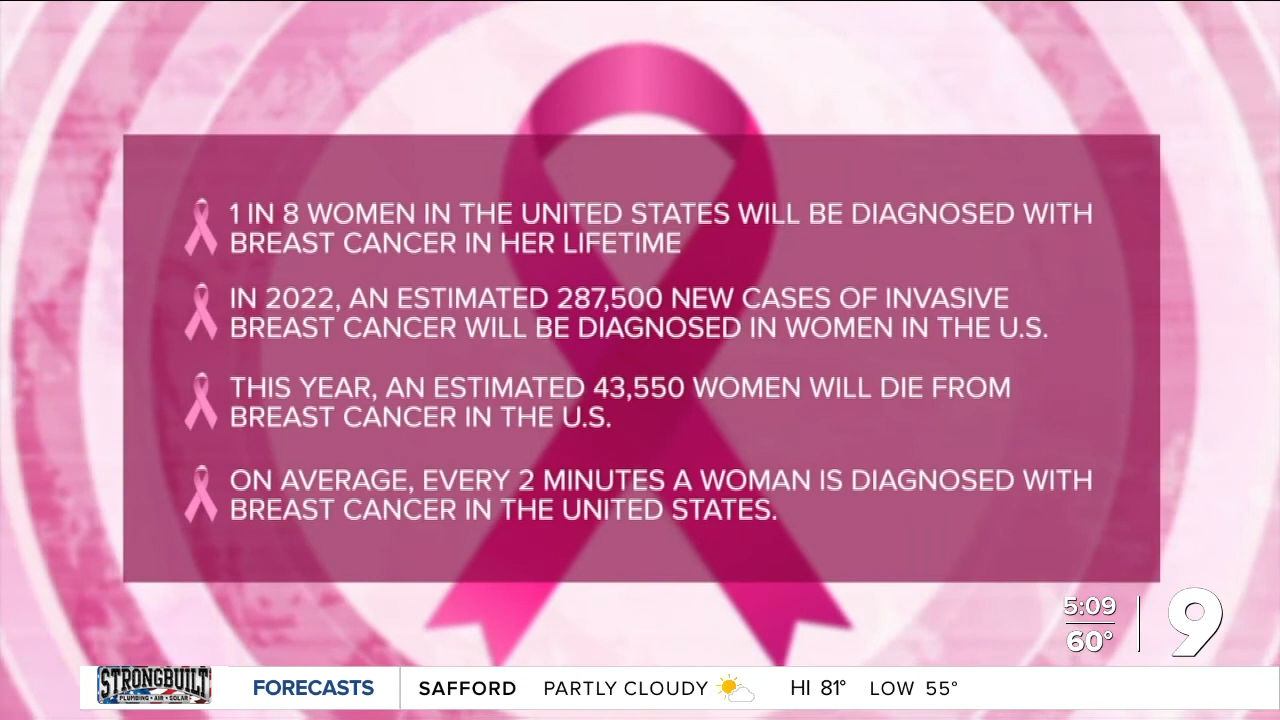 1 IN 8 WOMEN IN THE UNITED STATES WILL BE DIAGNOSED WITH
BREAST CANCER IN HER LIFETIME
IN 2022, AN ESTIMATED 287,500 NEW CASES OF INVASIVE
BREAST CANCER WILL BE DIAGNOSED IN WOMEN IN THE U.S.
THIS YEAR, AN ESTIMATED 43,550 WOMEN WILL DIE FROM
BREAST CANCER IN THE U.S.
ON AVERAGE, EVERY 2 MINUTES A WOMAN IS DIAGNOSED WITH
BREAST CANCER IN THE UNITED STATES.
5:09
60°
9
STRONGBUILT
PLUMBING • AIR • SOLAR
FORECASTS
SAFFORD PARTLY CLOUDY HI 81° LOW 55°